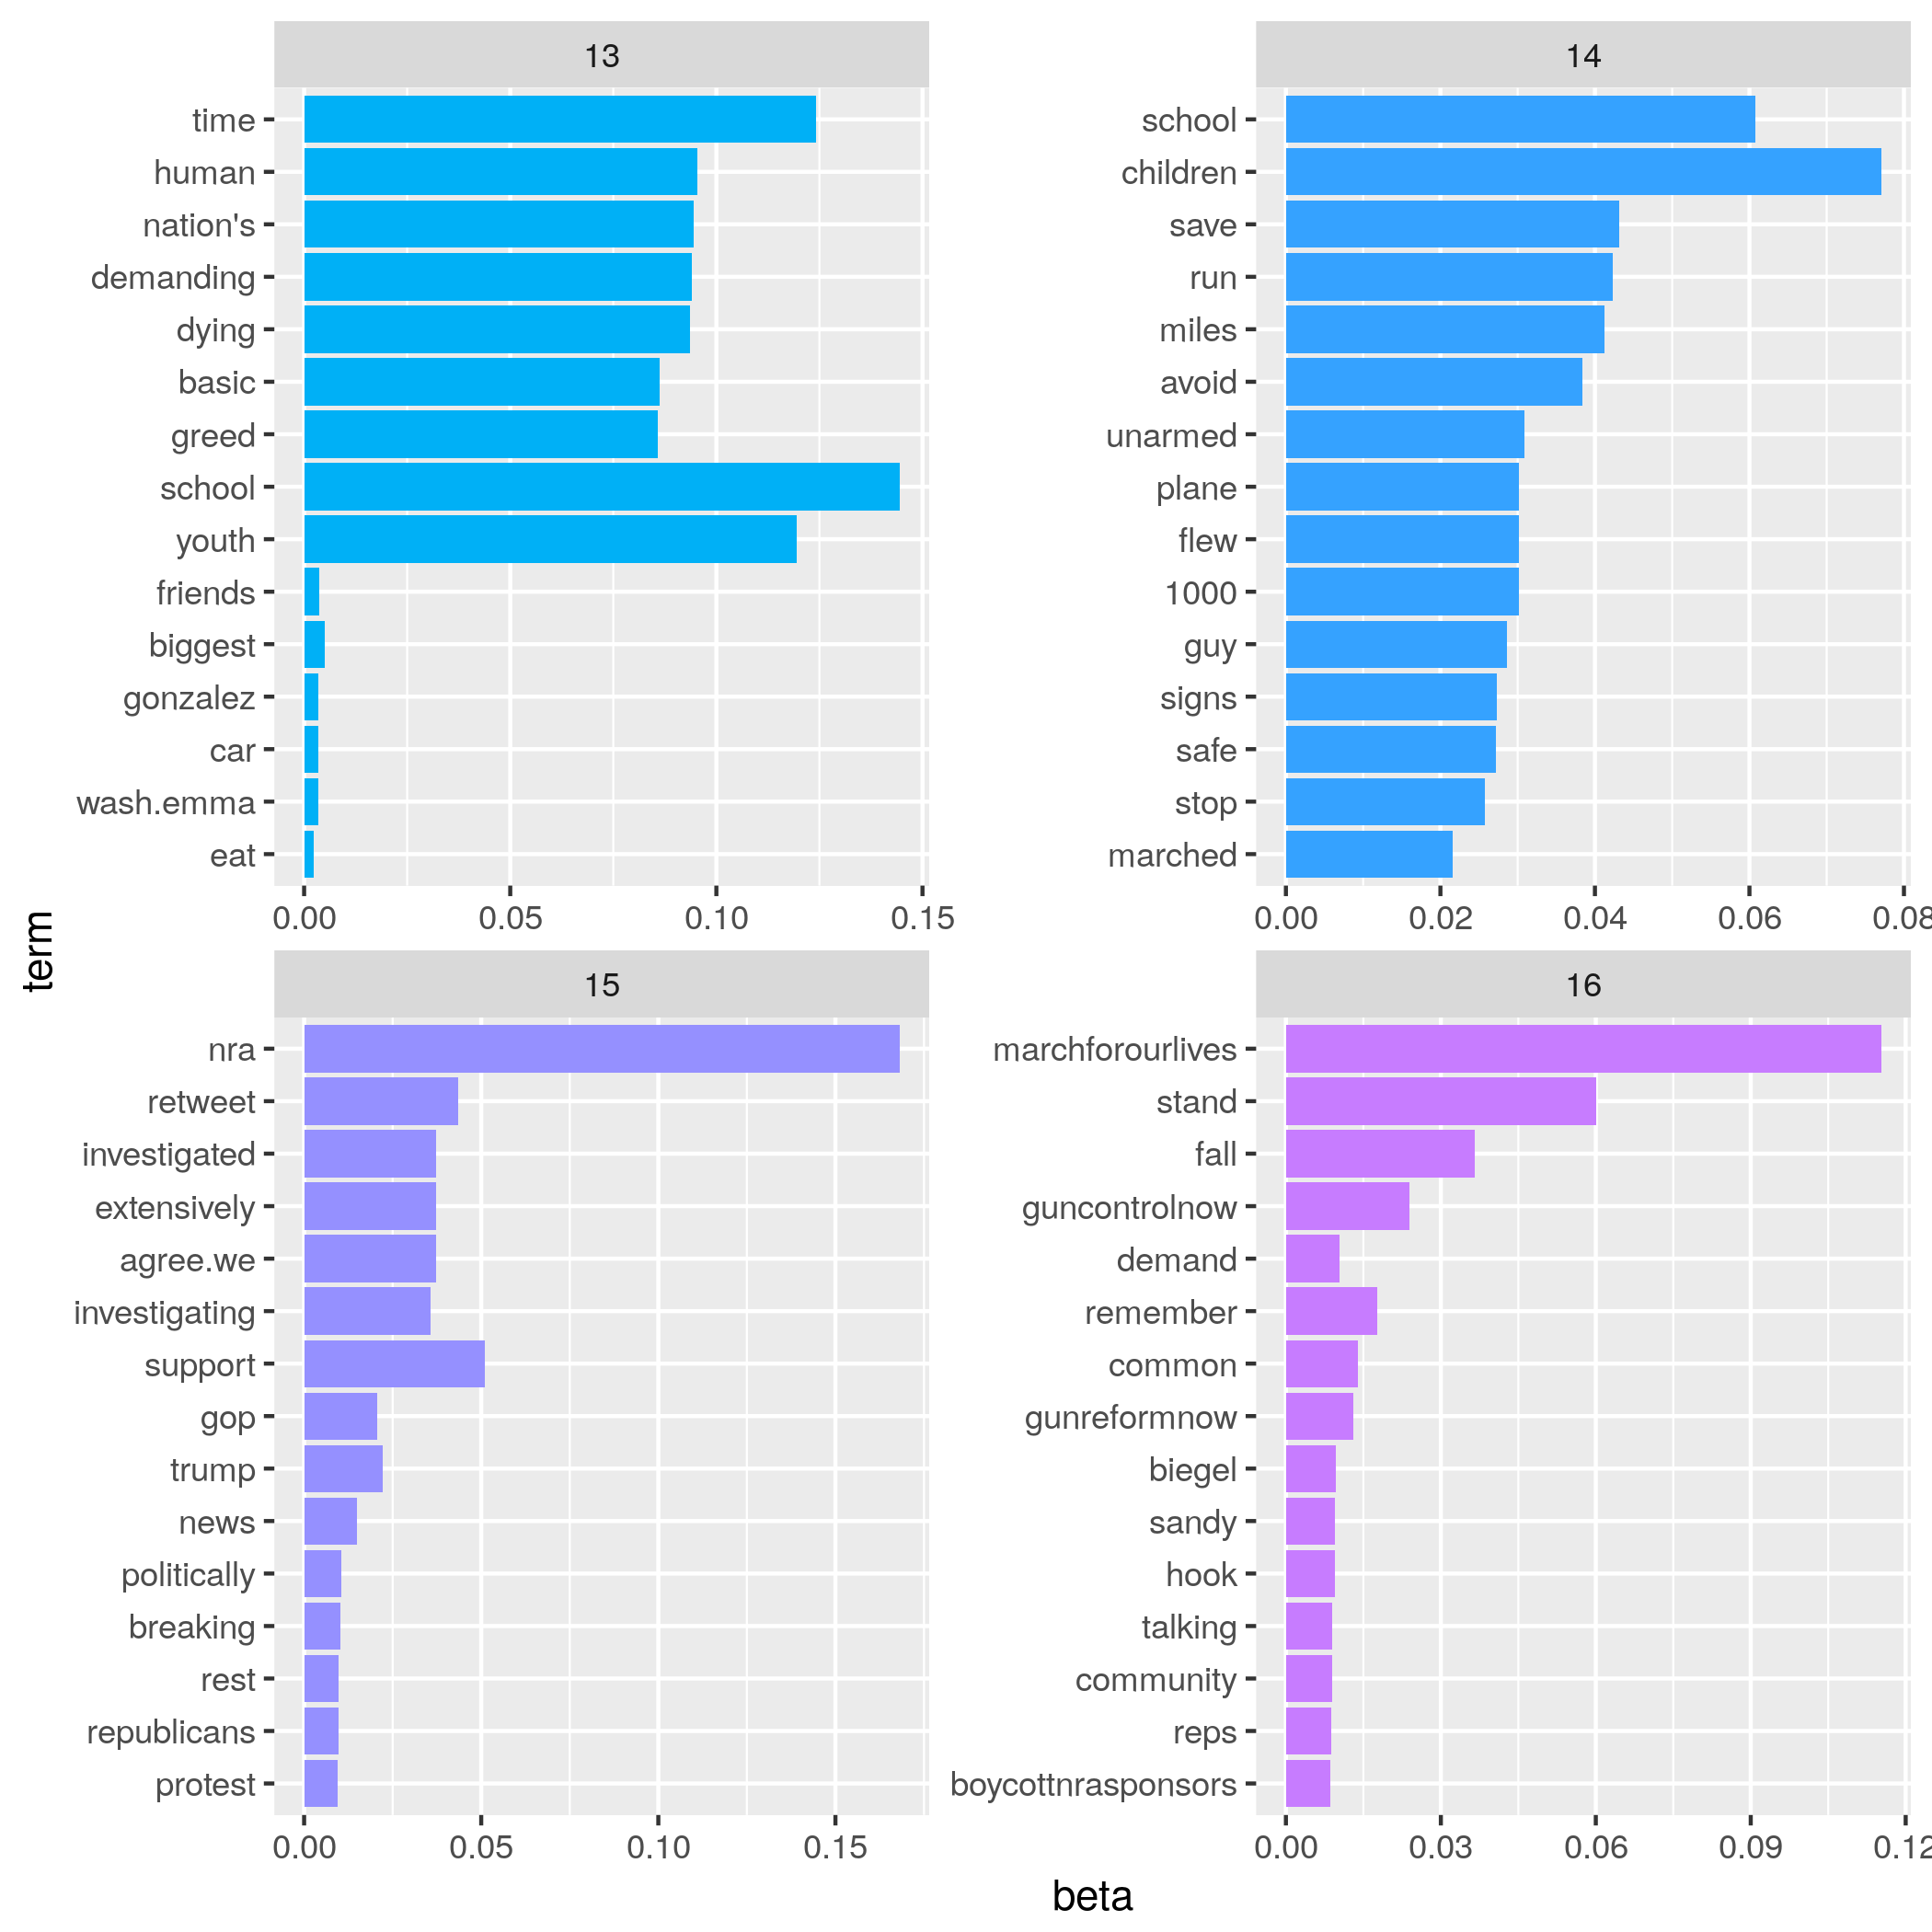 13
time
human
nation's
demanding
dying
basic
greed
school
youth
friends
biggest
gonzalez
car
wash.emma
eat
0.00 0.05 0.10 0.15
14
school
children
save
run
miles
avoid
unarmed
plane
flew
1000
guy
signs
safe
stop
marched
0.00 0.02 0.04 0.06 0.08
term
15
nra
retweet
investigated
extensively
agree.we
investigating
support
gop
trump
news
politically
breaking
rest
republicans
protest
0.00 0.05 0.10 0.15
16
marchforourlives
stand
fall
guncontrolnow
demand
remember
common
gunreformnow
biegel
sandy
hook
talking
community
reps
boycottnrasponsors
0.00 0.03 0.06 0.09 0.12
beta